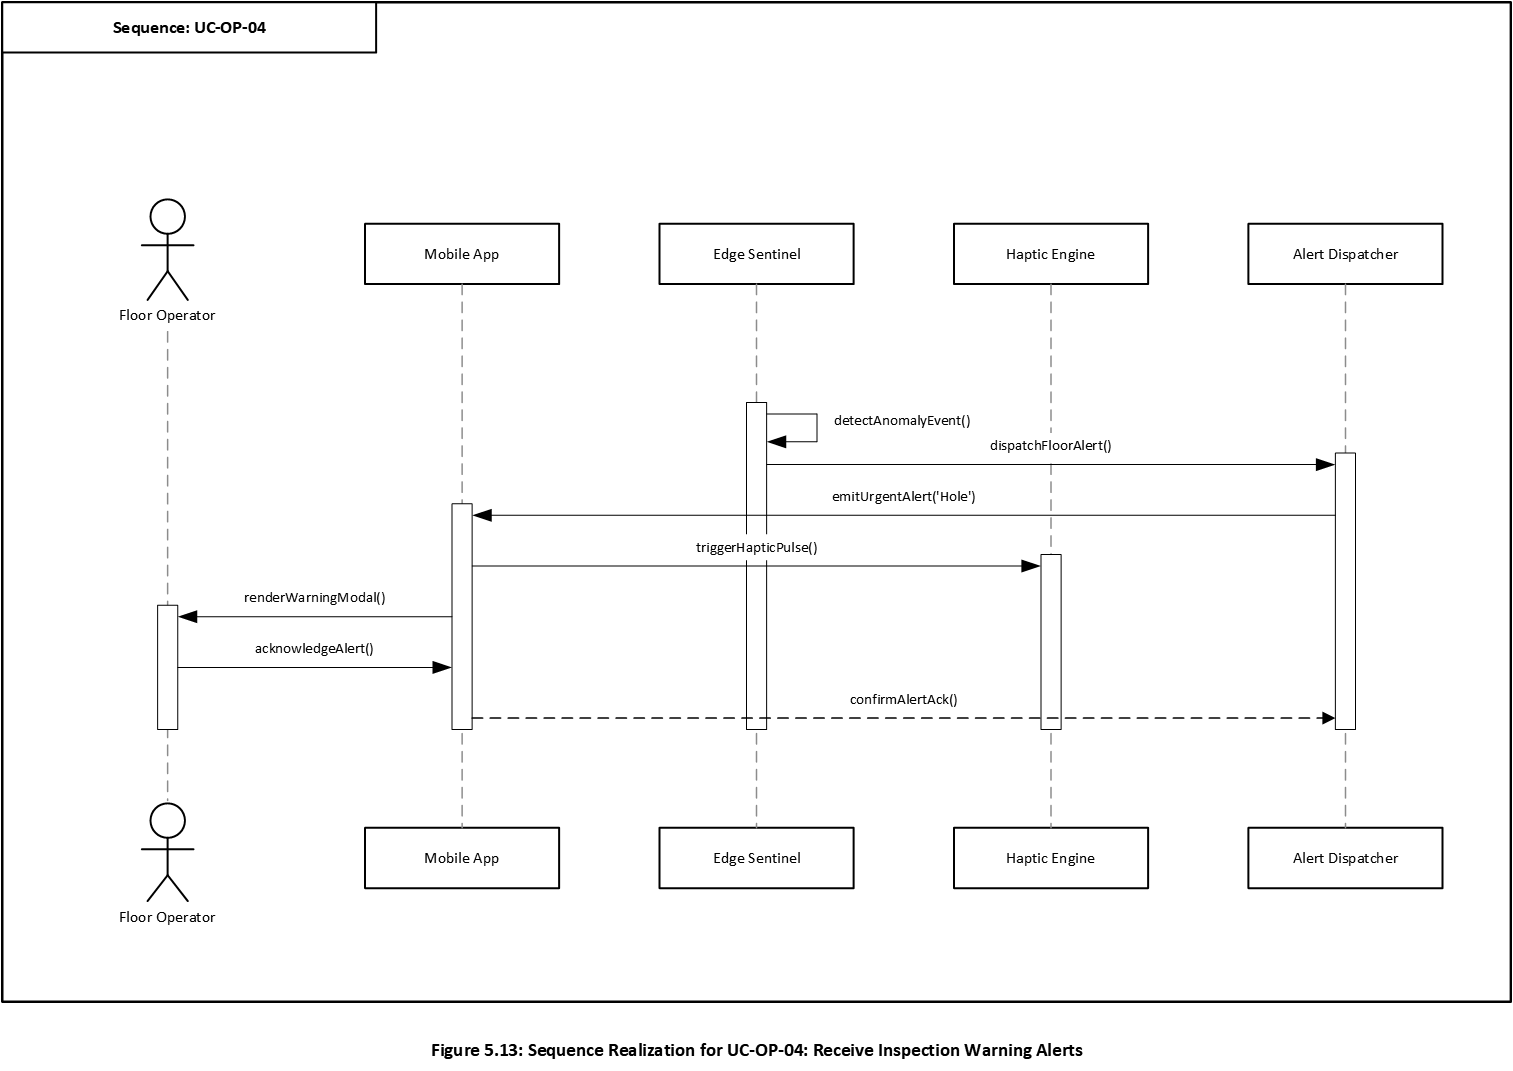 Sequence: UC-OP-04
Floor Operator
Mobile App
Edge Sentinel
Haptic Engine
Alert Dispatcher
detectAnomalyEvent()
dispatchFloorAlert()
emitUrgentAlert('Hole')
triggerHapticPulse()
renderWarningModal()
acknowledgeAlert()
confirmAlertAck()
Mobile App
Edge Sentinel
Haptic Engine
Alert Dispatcher
Floor Operator
Figure 5.13: Sequence Realization for UC-OP-04: Receive Inspection Warning Alerts